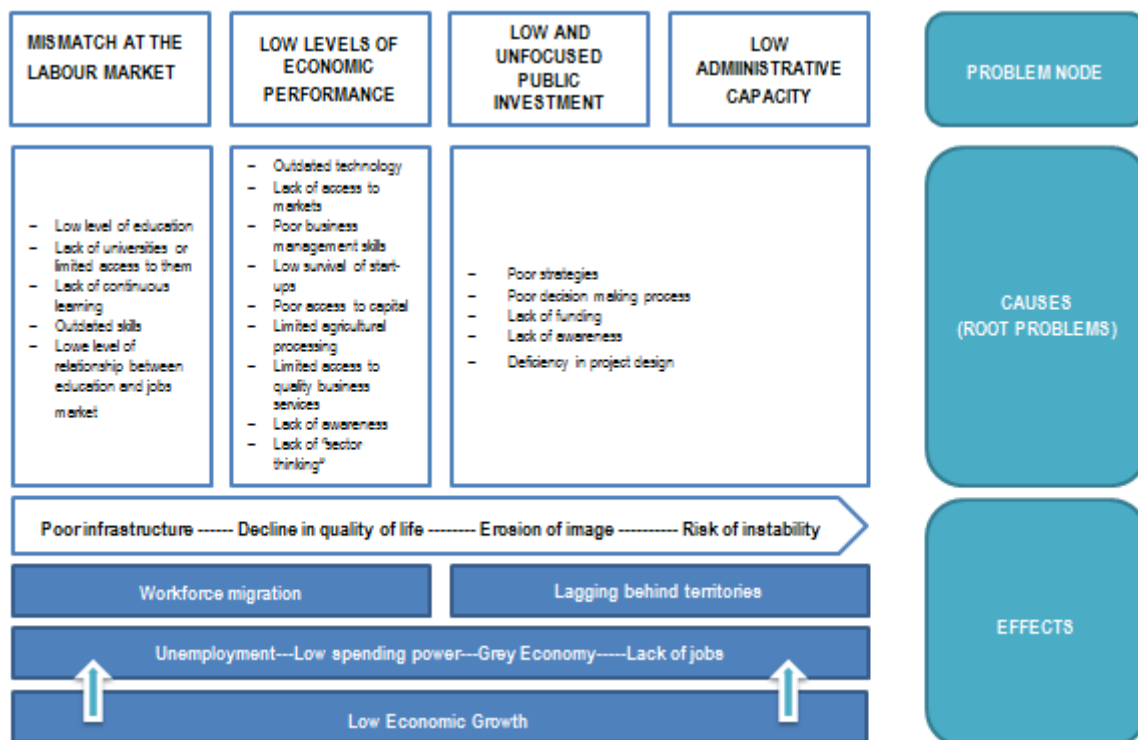 MISMATCH AT THE
LABOUR MARKET
LOW LEVELS OF
ECONOMIC
PERFORMANCE
LOW AND
UNFOCUSED
PUBLIC
INVESTMENT
LOW
ADMIINISTRATIVE
CAPACITY
PROBLEM NODE
– Low level of education
– Lack of universities or
limited access to them
– Lack of continuous
learning
– Outdated skills
– Lowe level of
relationship between
education and jobs
market
– Outdated technology
– Lack of access to
markets
– Poor business
management skills
– Low survival of start-
ups
– Poor access to capital
– Limited agricultural
processing
– Limited access to
quality business
services
– Lack of awareness
– Lack of "sector
thinking"
– Poor strategies
– Poor decision making process
– Lack of funding
– Lack of awareness
– Deficiency in project design
CAUSES
(ROOT PROBLEMS)
Poor infrastructure ------ Decline in quality of life -------- Erosion of image ---------- Risk of instability
Workforce migration
Lagging behind territories
Unemployment---Low spending power---Grey Economy-----Lack of jobs
Low Economic Growth
EFFECTS